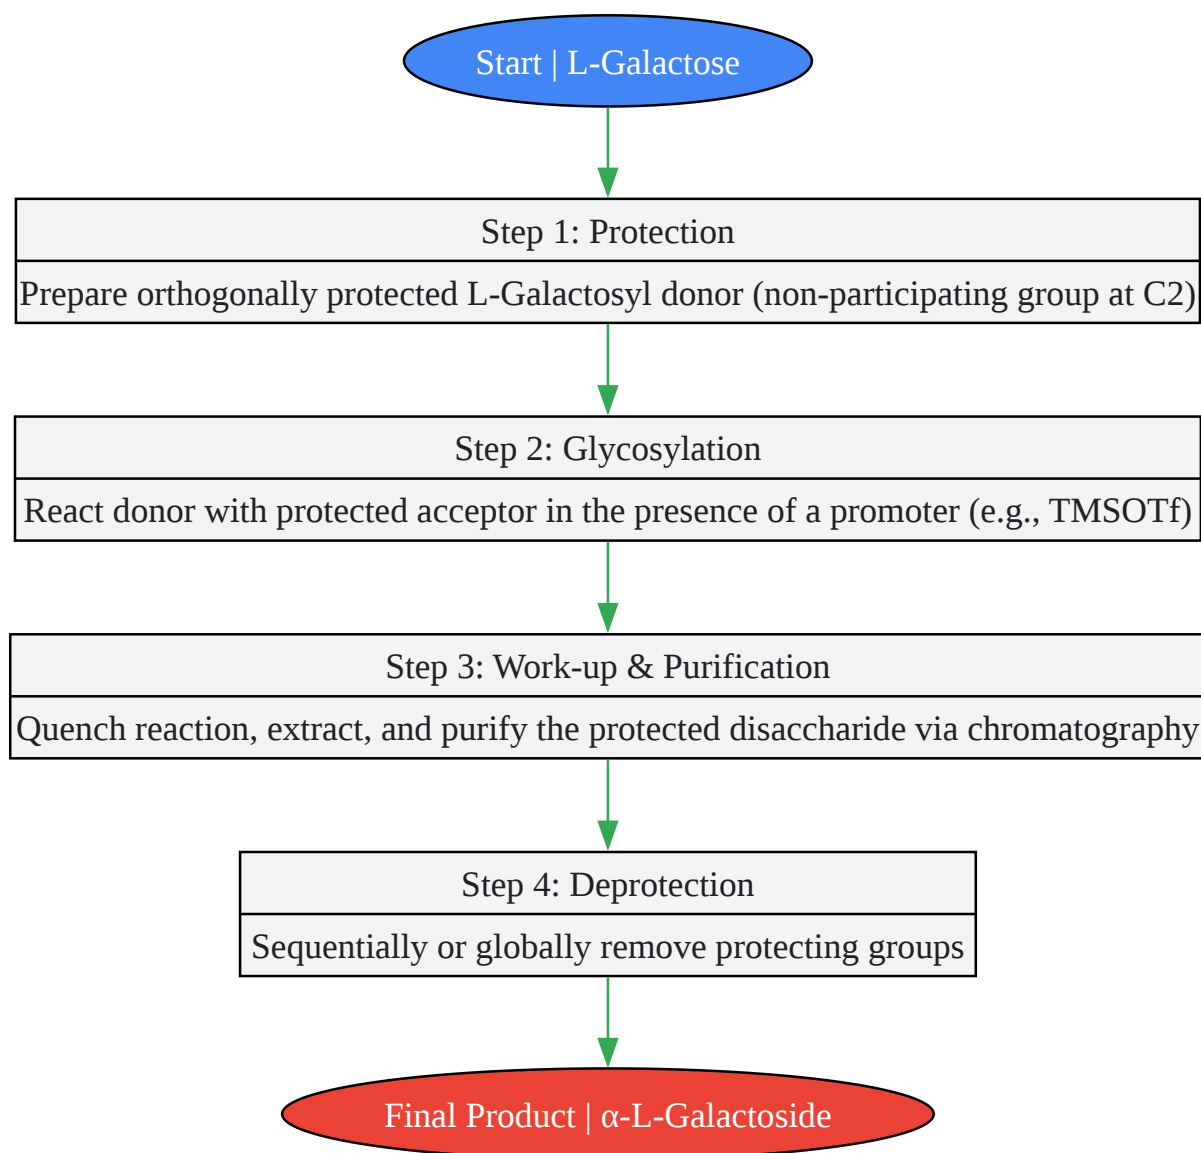 Start | L-Galactose
Step 1: Protection
Prepare orthogonally protected L-Galactosyl donor (non-participating group at C2)
Step 2: Glycosylation
React donor with protected acceptor in the presence of a promoter (e.g., TMSOTf)
Step 3: Work-up & Purification
Quench reaction, extract, and purify the protected disaccharide via chromatography
Step 4: Deprotection
Sequentially or globally remove protecting groups
Final Product | α-L-Galactoside